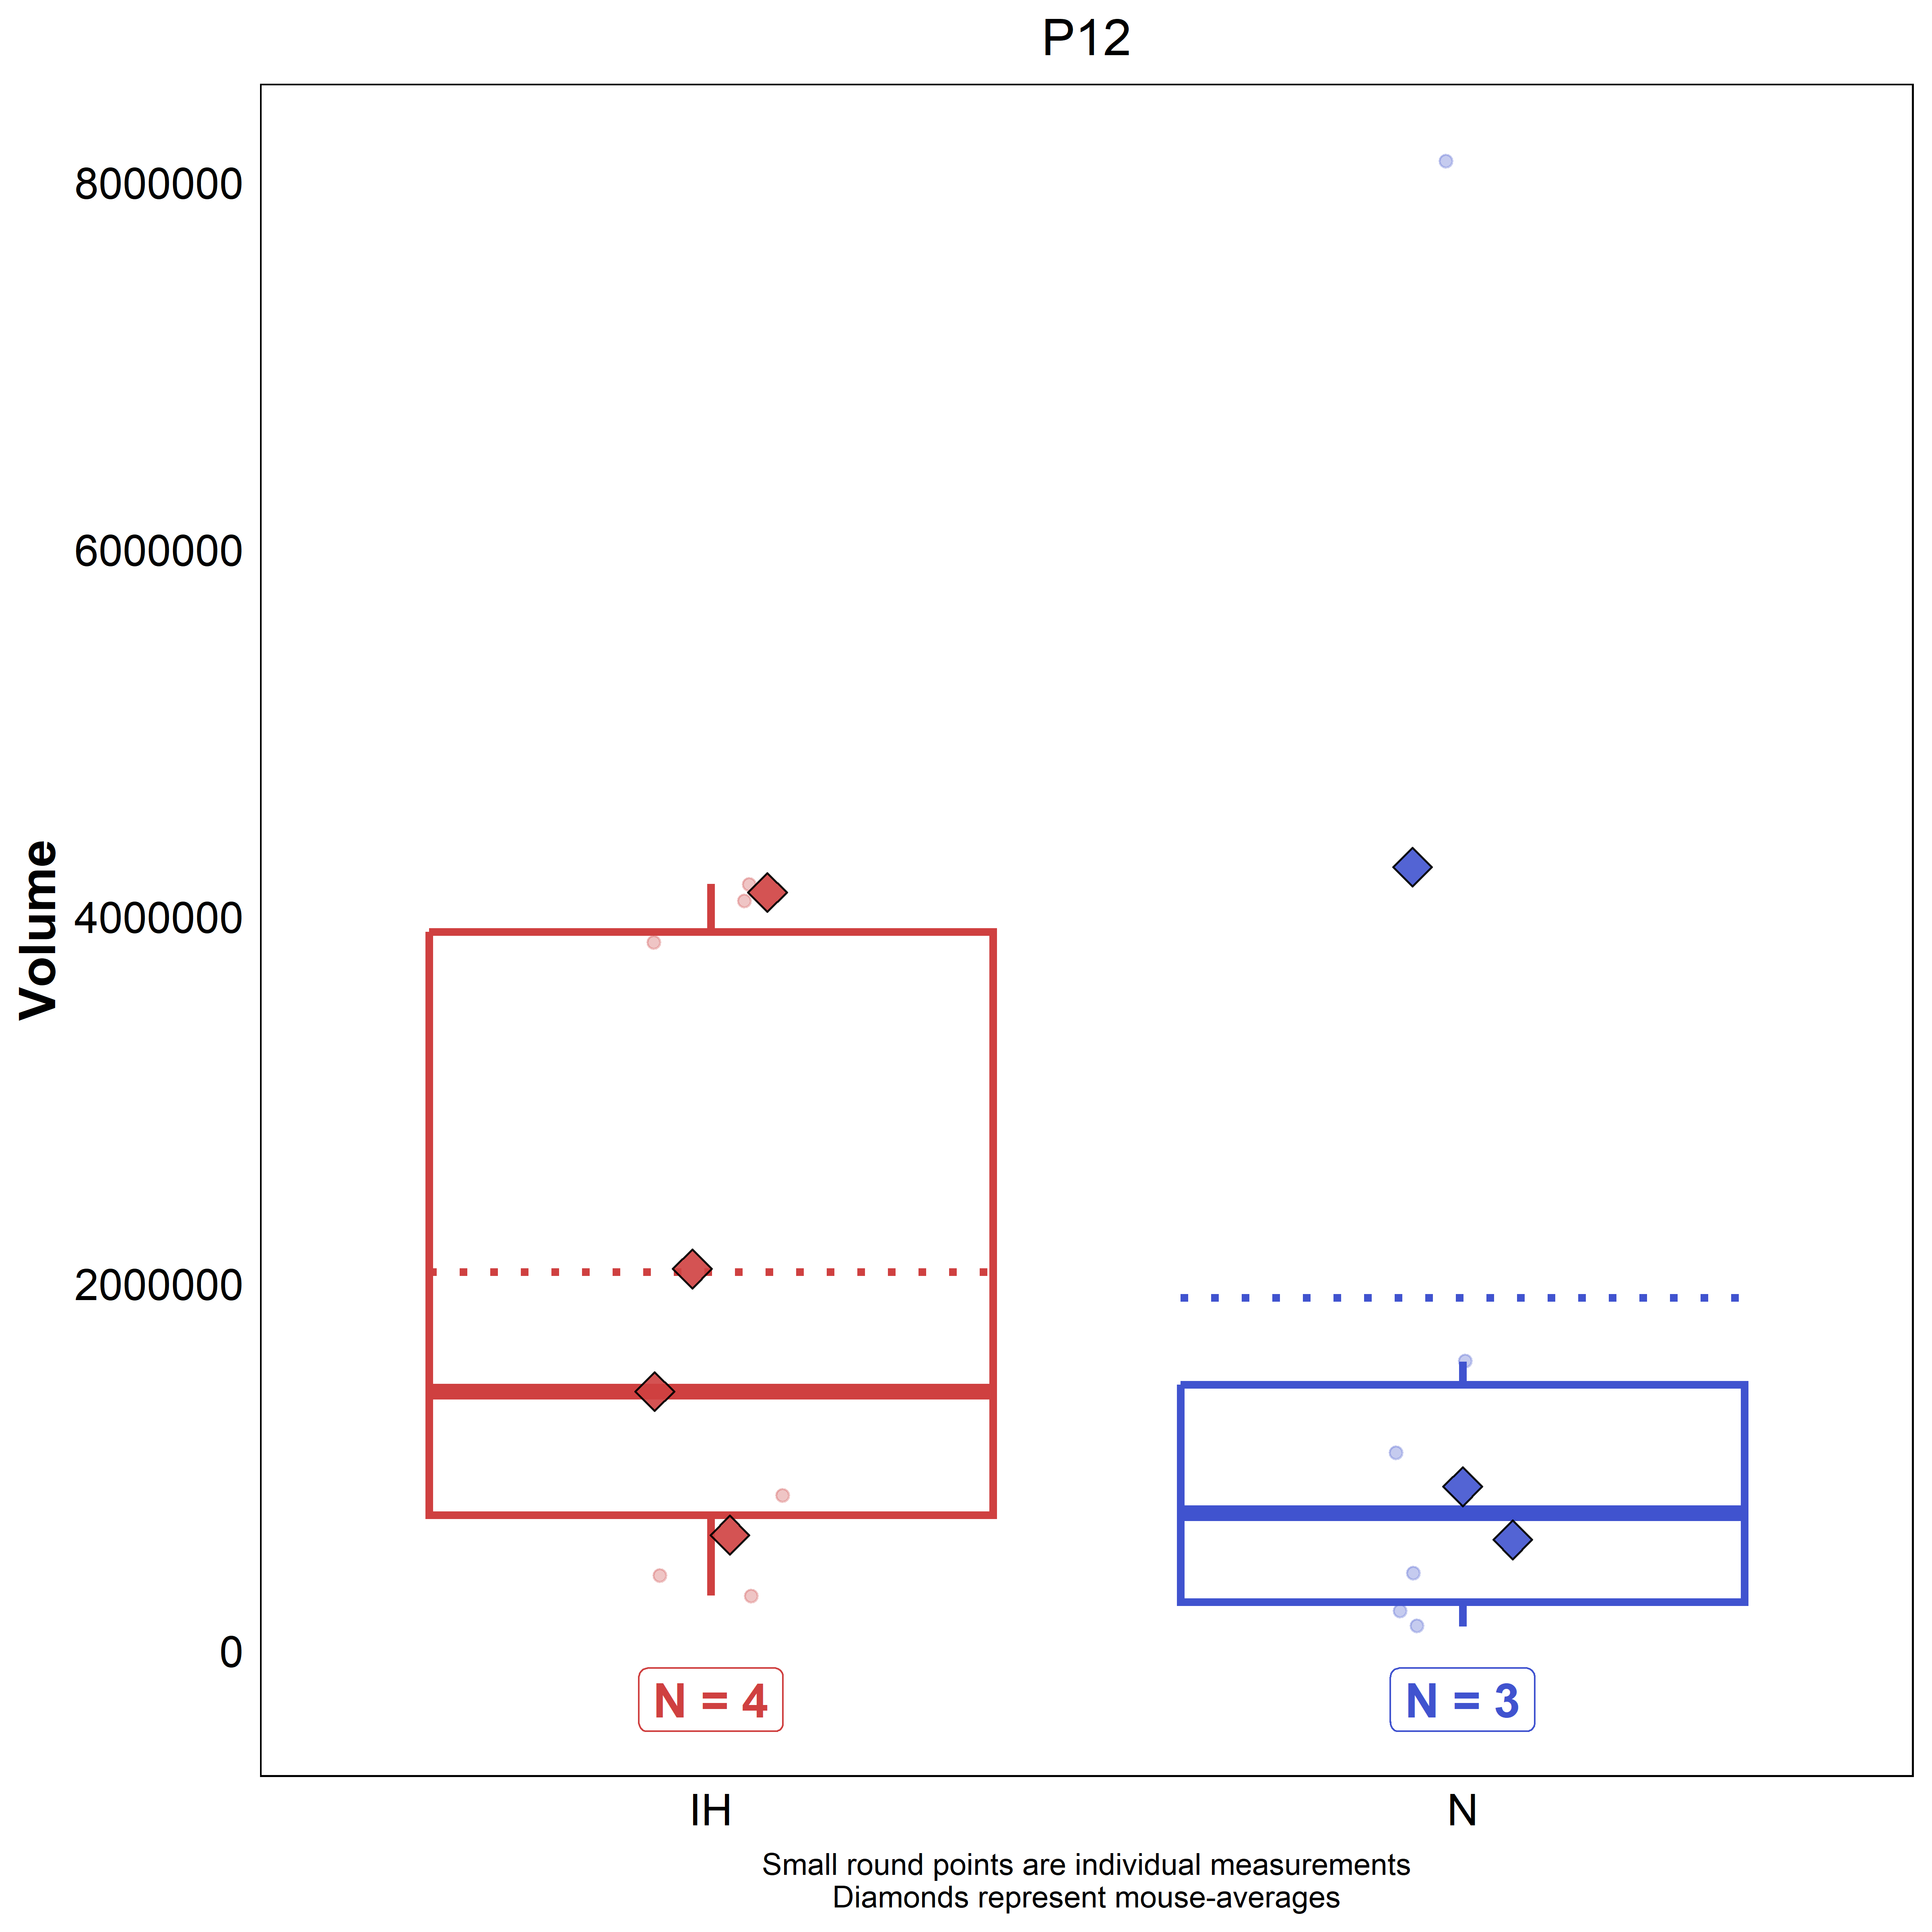 P12
8000000
6000000
4000000
2000000
0
Volume
N = 4
N = 3
IH
N
Small round points are individual measurements
Diamonds represent mouse-averages